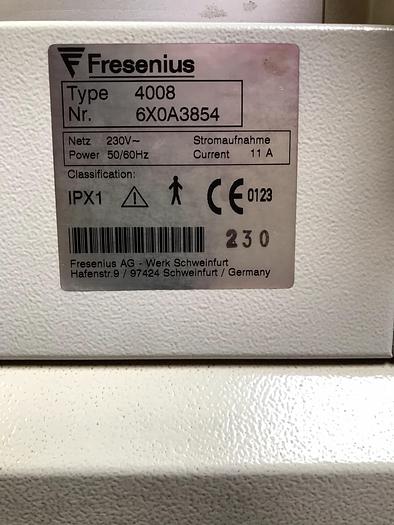 Fresenius
Type 4008
Nr. 6X0A3854
Netz 230V~ Stromaufnahme
Power 50/60Hz Current 11 A
Classification:
IPX1 CE 0123
230
Fresenius AG - Werk Schweinfurt
Hafenstr.9 / 97424 Schweinfurt / Germany